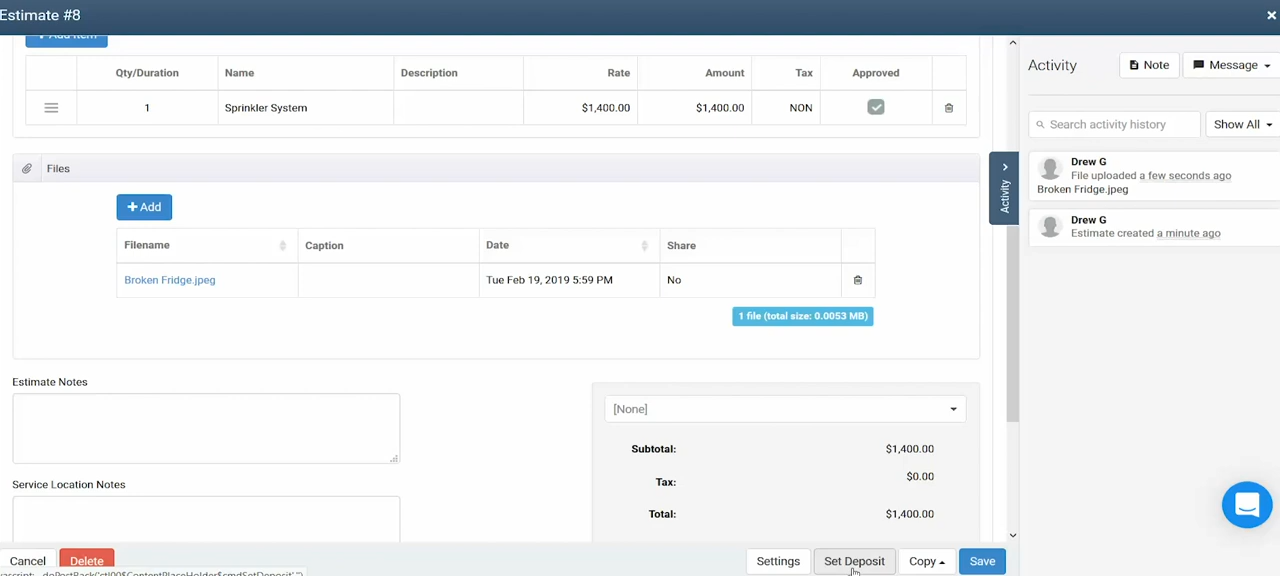 Estimate #8
Add Item
Activity
Note
Message
Qty/Duration Name Description Rate Amount Tax Approved
1 Sprinkler System $1,400.00 $1,400.00 NON
Search activity history
Show All
Files
Drew G
File uploaded a few seconds ago
Broken Fridge.jpeg
Activity
+ Add
Drew G
Estimate created a minute ago
Filename Caption Date Share
Broken Fridge.jpeg Tue Feb 19, 2019 5:59 PM No
1 file (total size: 0.0053 MB)
Estimate Notes
[None]
Subtotal: $1,400.00
Tax: $0.00
Service Location Notes
Total: $1,400.00
Cancel
Delete
Settings
Set Deposit
Copy
Save